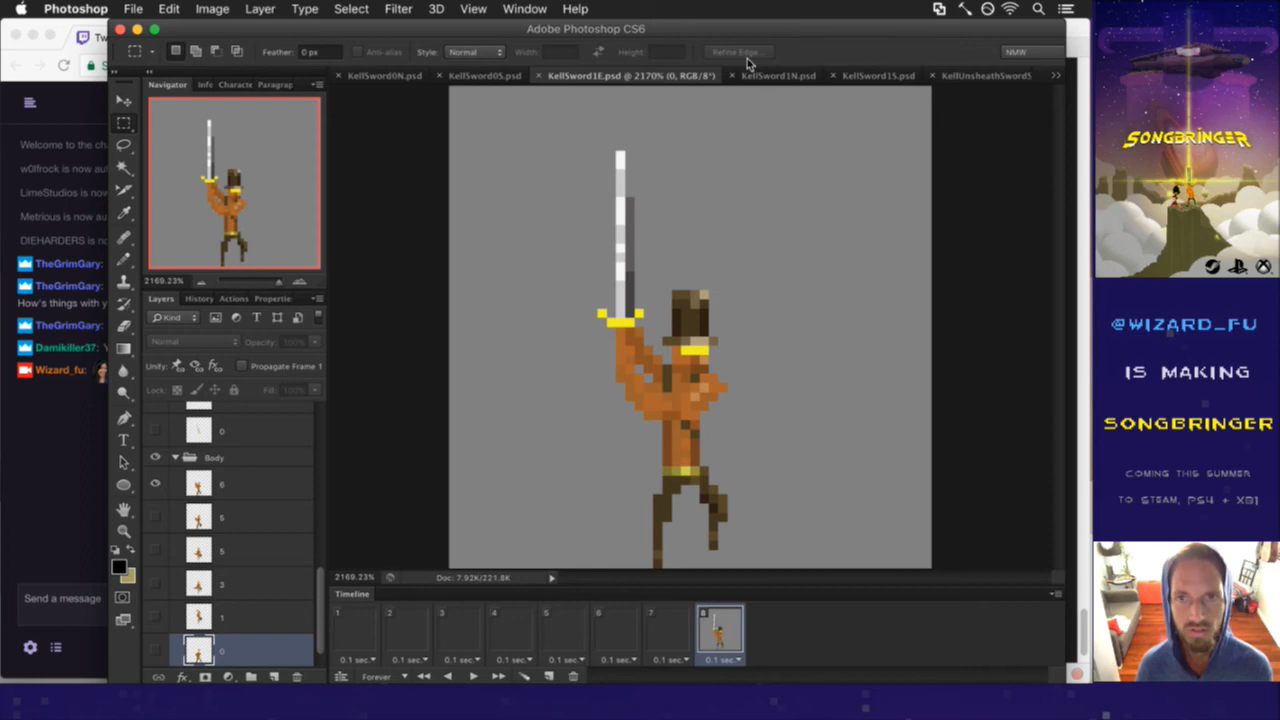 Photoshop File Edit Image Layer Type Select Filter 3D View Window Help
Adobe Photoshop CS6
Feather: 0 px Anti-alias Style: Normal Width: Height: Refine Edge... NMW
Tw
KellSword0N.psd KellSword0S.psd KellSword1E.psd @ 2170% (0, RGB/8*) KellSword1N.psd KellSword1S.psd KellUnsheathSwordS
Navigator Info Characte Paragrap
Welcome to the ch
w0lfrock is now au
LimeStudios is now
Metrious is now au
DIEHARDERS is no
TheGrimGary:
TheGrimGary:
How's things with y
TheGrimGary:
Damikiller37: Y
Wizard_fu:
Send a message
2169.23%
Layers History Actions Propertie
Kind
Normal Opacity: 100%
Unify: Propagate Frame 1
Lock: Fill: 100%
0
Body
6
5
5
3
1
0
2169.23% Doc: 7.92K/221.8K
Timeline
1 2 3 4 5 6 7 8
0.1 sec. 0.1 sec. 0.1 sec. 0.1 sec. 0.1 sec. 0.1 sec. 0.1 sec. 0.1 sec.
Forever
SONGBRINGER
@WIZARD_FU
IS MAKING
SONGBRINGER
COMING THIS SUMMER
TO STEAM, PS4 + XB1